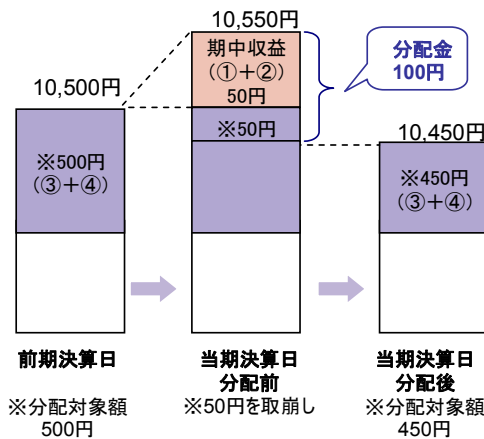 10,550円
期中収益
(①+②)
50円
分配金
100円
10,500円
※50円
10,450円
※500円
(③+④)
※450円
(③+④)
前期決算日
当期決算日
分配前
当期決算日
分配後
※分配対象額
500円
※50円を取崩し
※分配対象額
450円